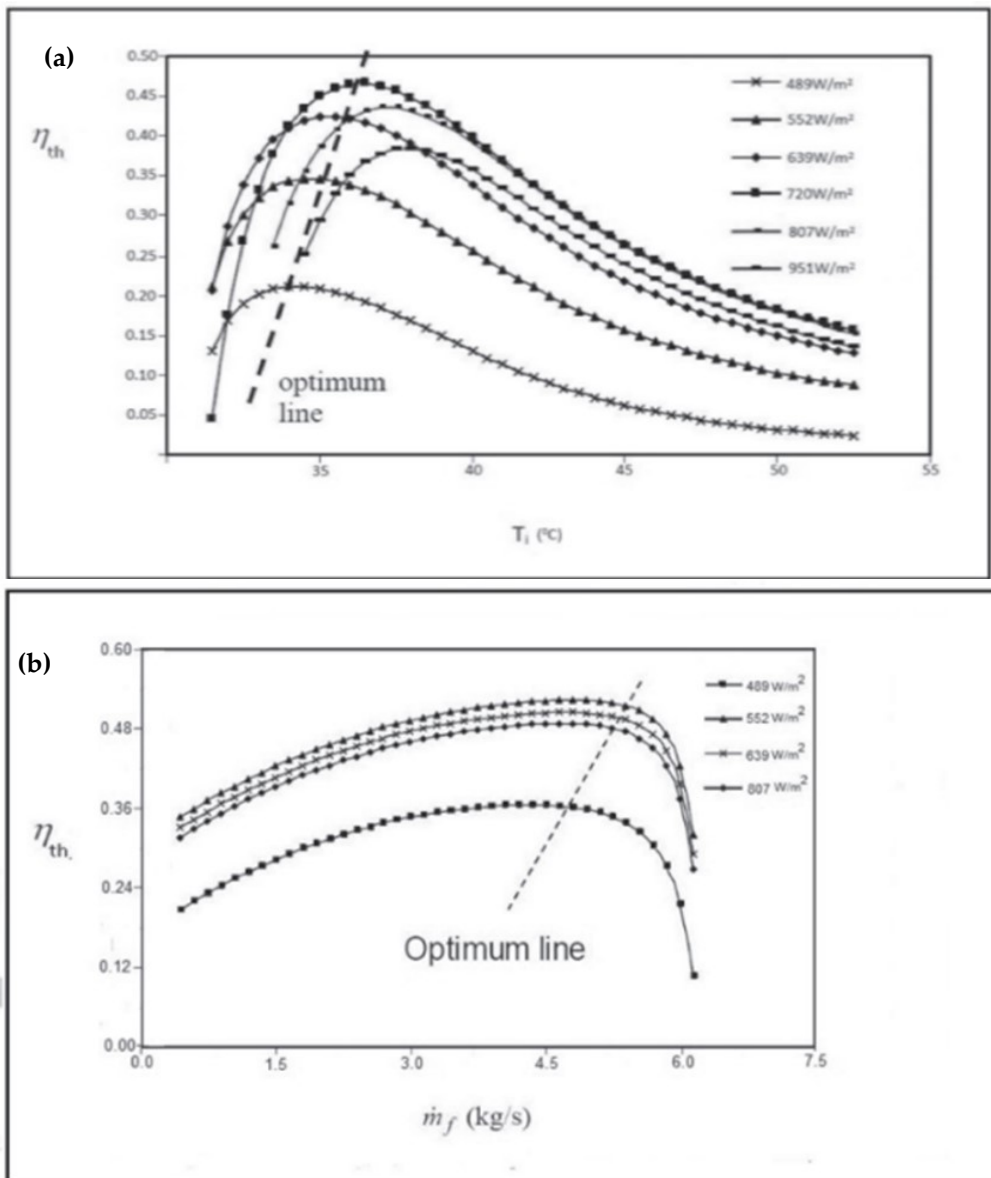 (a)
0.50
0.45
0.40
0.35
0.30
0.25
0.20
0.15
0.10
0.05
η th
489W/m²
552W/m²
639W/m²
720W/m²
807W/m²
951W/m²
optimum
line
35
40
45
50
55
T i (ºC)
(b)
0.60
0.48
0.36
0.24
0.12
0.00
η th.
489 W/m²
552 W/m²
639 W/m²
807 W/m²
Optimum line
0.0
1.5
3.0
4.5
6.0
7.5
ṁ f (kg/s)